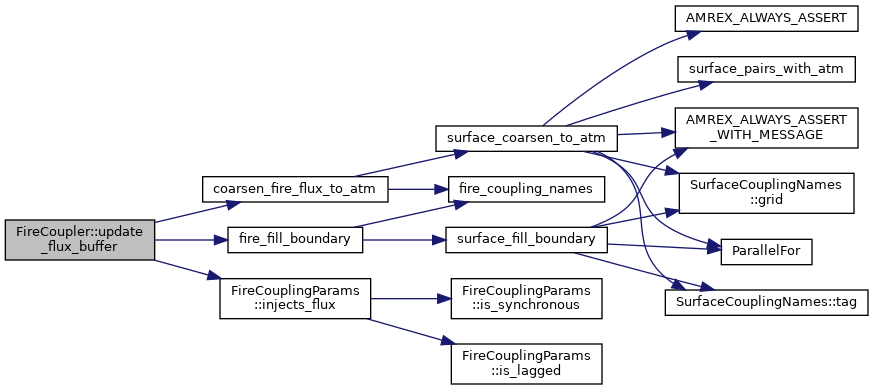 FireCoupler::update
_flux_buffer
coarsen_fire_flux_to_atm
fire_fill_boundary
FireCouplingParams
::injects_flux
surface_coarsen_to_atm
fire_coupling_names
surface_fill_boundary
FireCouplingParams
::is_synchronous
FireCouplingParams
::is_lagged
AMREX_ALWAYS_ASSERT
surface_pairs_with_atm
AMREX_ALWAYS_ASSERT
_WITH_MESSAGE
SurfaceCouplingNames
::grid
ParallelFor
SurfaceCouplingNames::tag